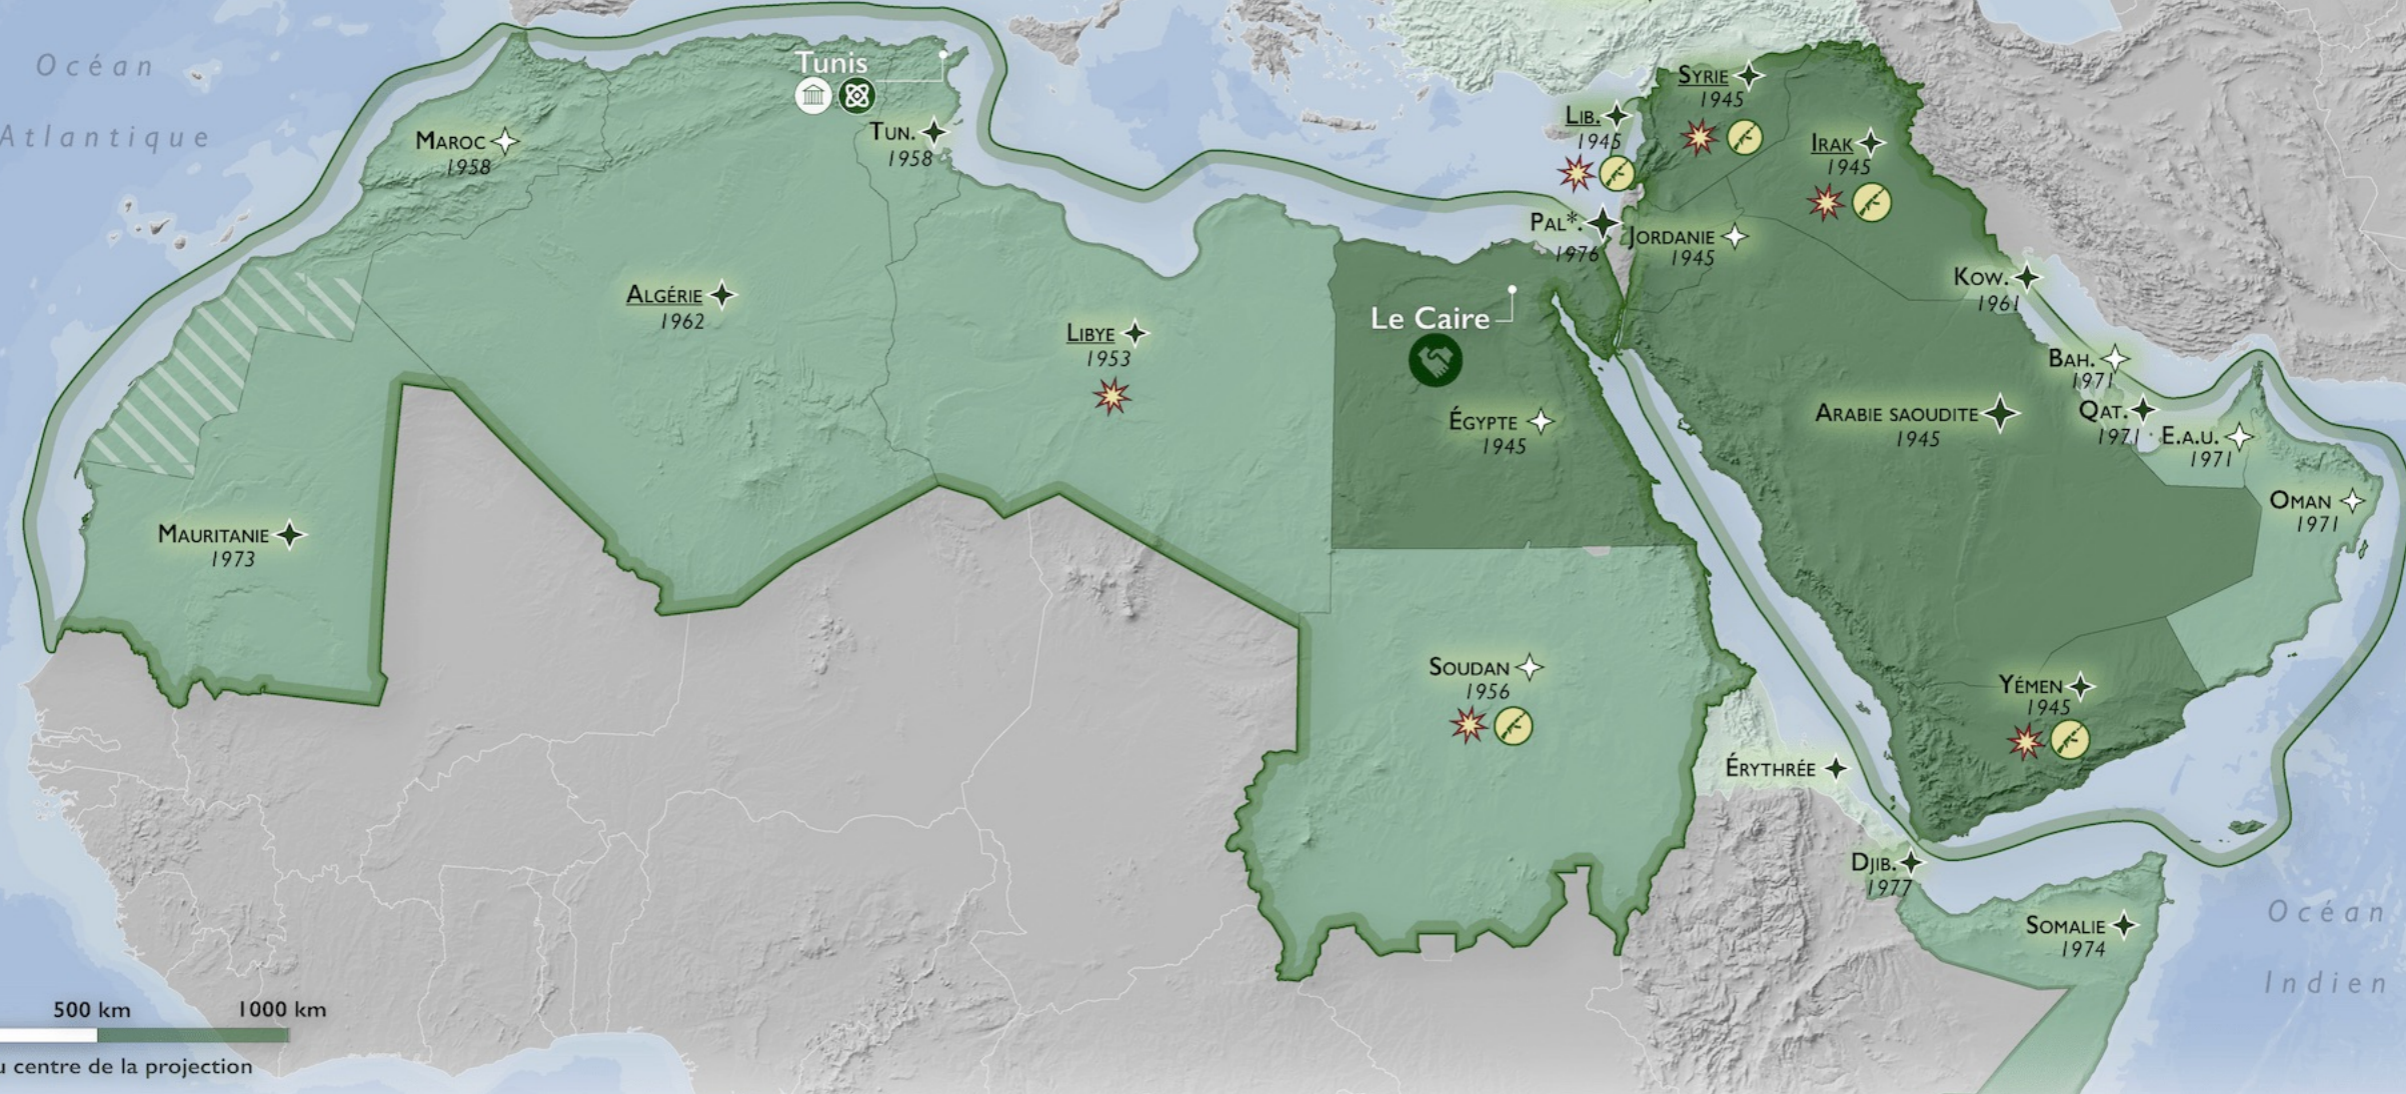 Océan
Atlantique
Tunis
MAROC
1958
TUN.
1958
ALGÉRIE
1962
LIBYE
1953
MAURITANIE
1973
Le Caire
ÉGYPTE
1945
SOUDAN
1956
SYRIE
1945
LIB.
1945
IRAK
1945
PAL*.
1976
JORDANIE
1945
KOW.
1961
BAH.
1971
QAT.
1971
E.A.U.
1971
ARABIE SAOUDITE
1945
OMAN
1971
YÉMEN
1945
ÉRYTHRÉE
DJIB.
1977
SOMALIE
1974
Océan
Indien
500 km 1000 km
u centre de la projection